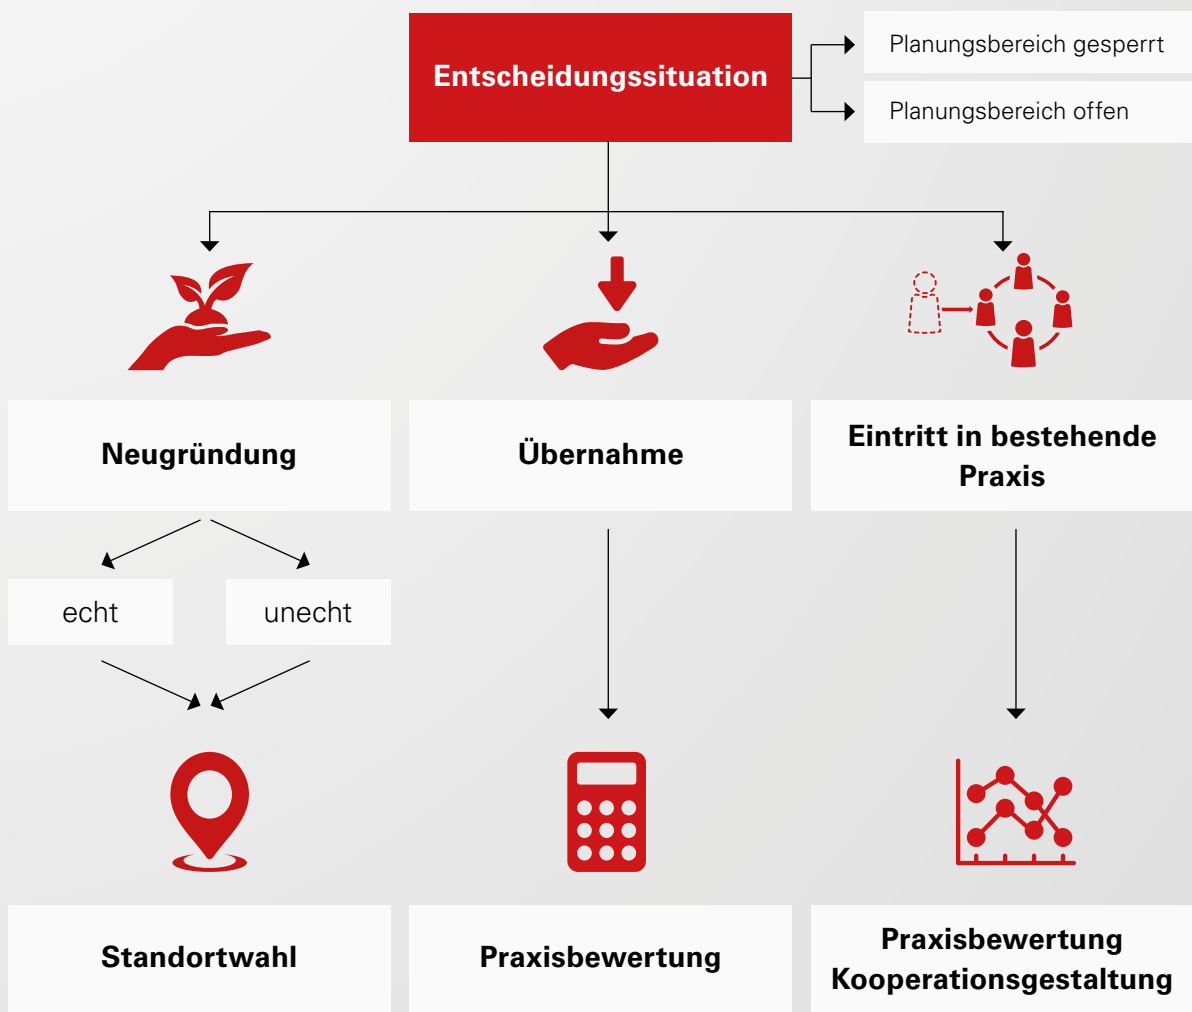 Entscheidungssituation
Planungsbereich gesperrt
Planungsbereich offen
Neugründung
Übernahme
Eintritt in bestehende
Praxis
echt
unecht
Standortwahl
Praxisbewertung
Praxisbewertung
Kooperationsgestaltung